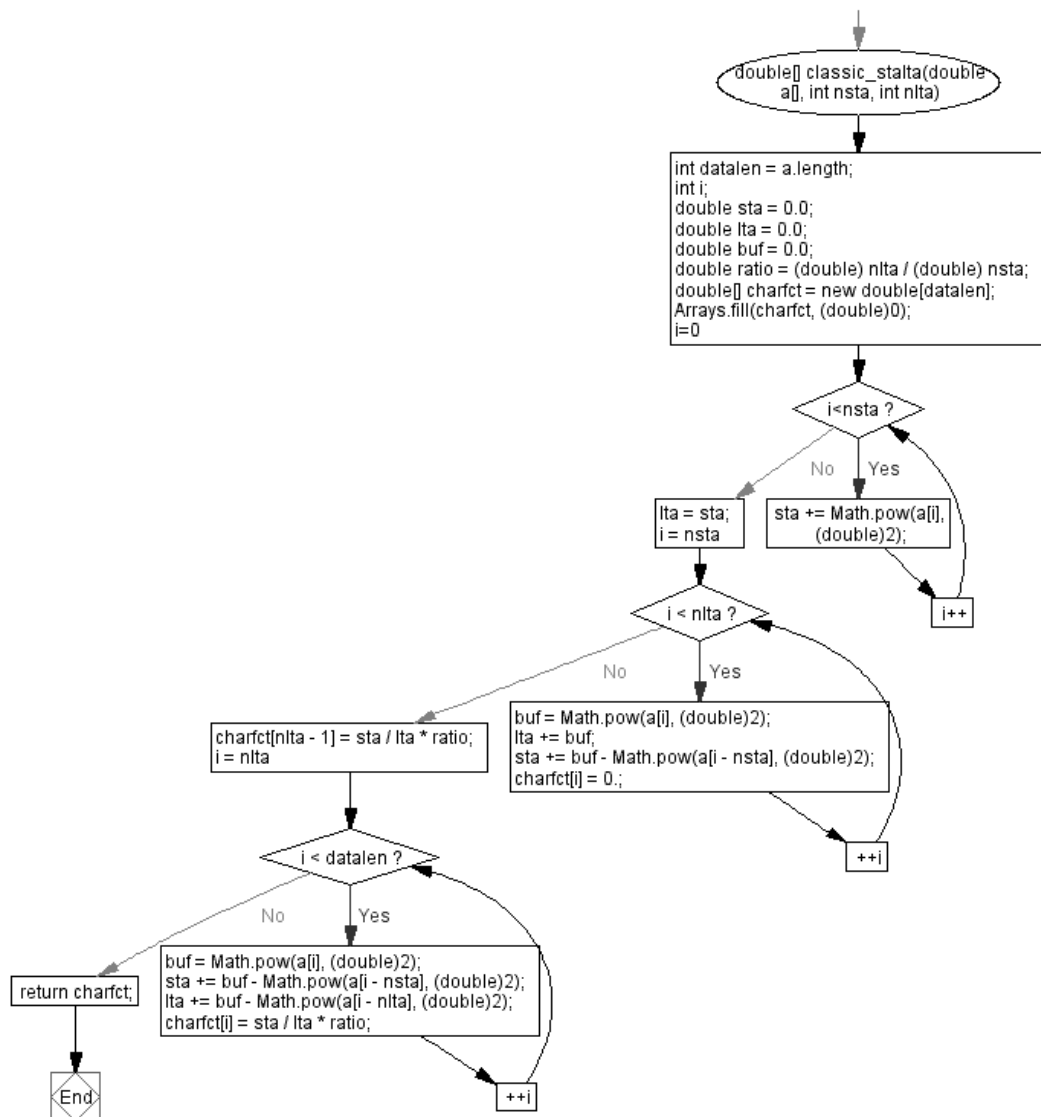 double[] classic_stalta(double
a[], int nsta, int nlta)
int datalen = a.length;
int i;
double sta = 0.0;
double lta = 0.0;
double buf = 0.0;
double ratio = (double) nlta / (double) nsta;
double[] charfct = new double[datalen];
Arrays.fill(charfct, (double)0);
i=0
i<nsta ?
No
Yes
lta = sta;
i = nsta
sta += Math.pow(a[i],
(double)2);
i++
i < nlta ?
No
Yes
charfct[nlta - 1] = sta / lta * ratio;
i = nlta
buf = Math.pow(a[i], (double)2);
lta += buf;
sta += buf - Math.pow(a[i - nsta], (double)2);
charfct[i] = 0.;
++i
i < datalen ?
No
Yes
return charfct;
buf = Math.pow(a[i], (double)2);
sta += buf - Math.pow(a[i - nsta], (double)2);
lta += buf - Math.pow(a[i - nlta], (double)2);
charfct[i] = sta / lta * ratio;
++i
End